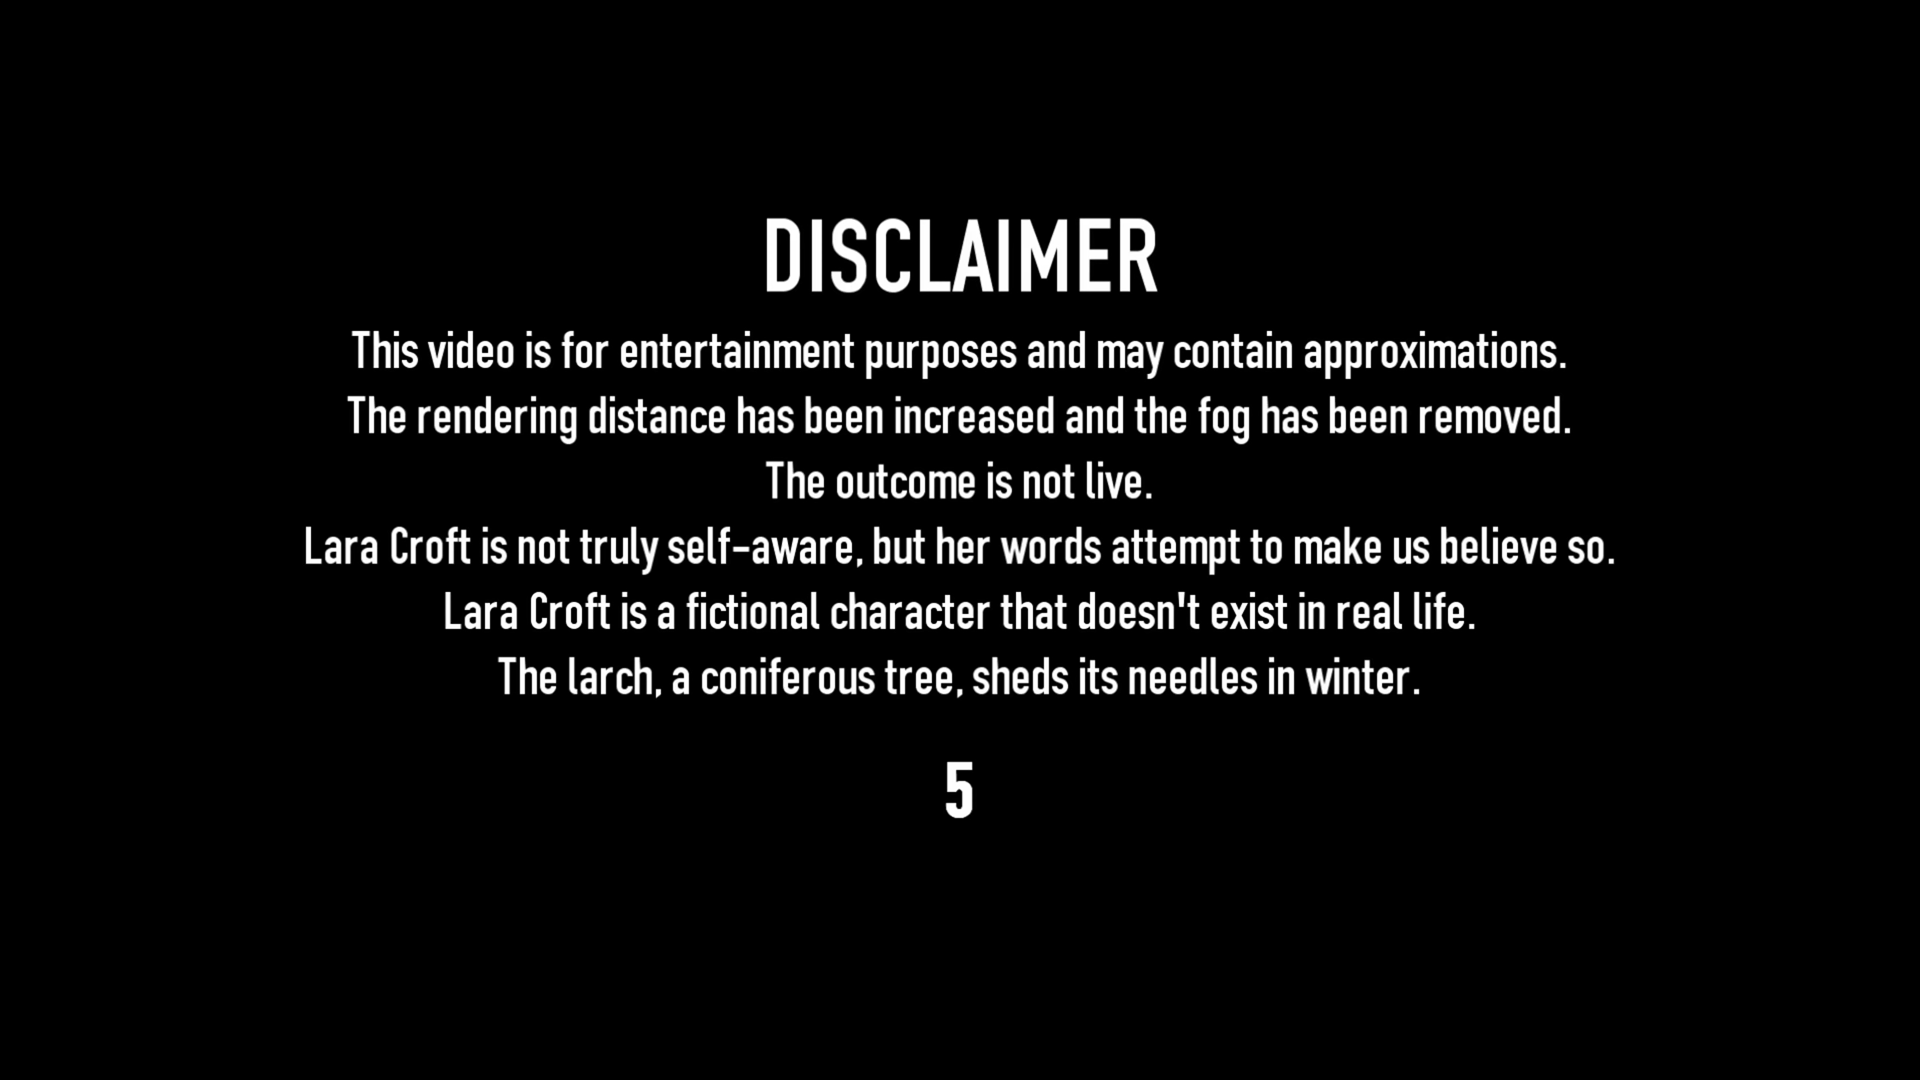 DISCLAIMER
This video is for entertainment purposes and may contain approximations.
The rendering distance has been increased and the fog has been removed.
The outcome is not live.
Lara Croft is not truly self-aware, but her words attempt to make us believe so.
Lara Croft is a fictional character that doesn't exist in real life.
The larch, a coniferous tree, sheds its needles in winter.
5